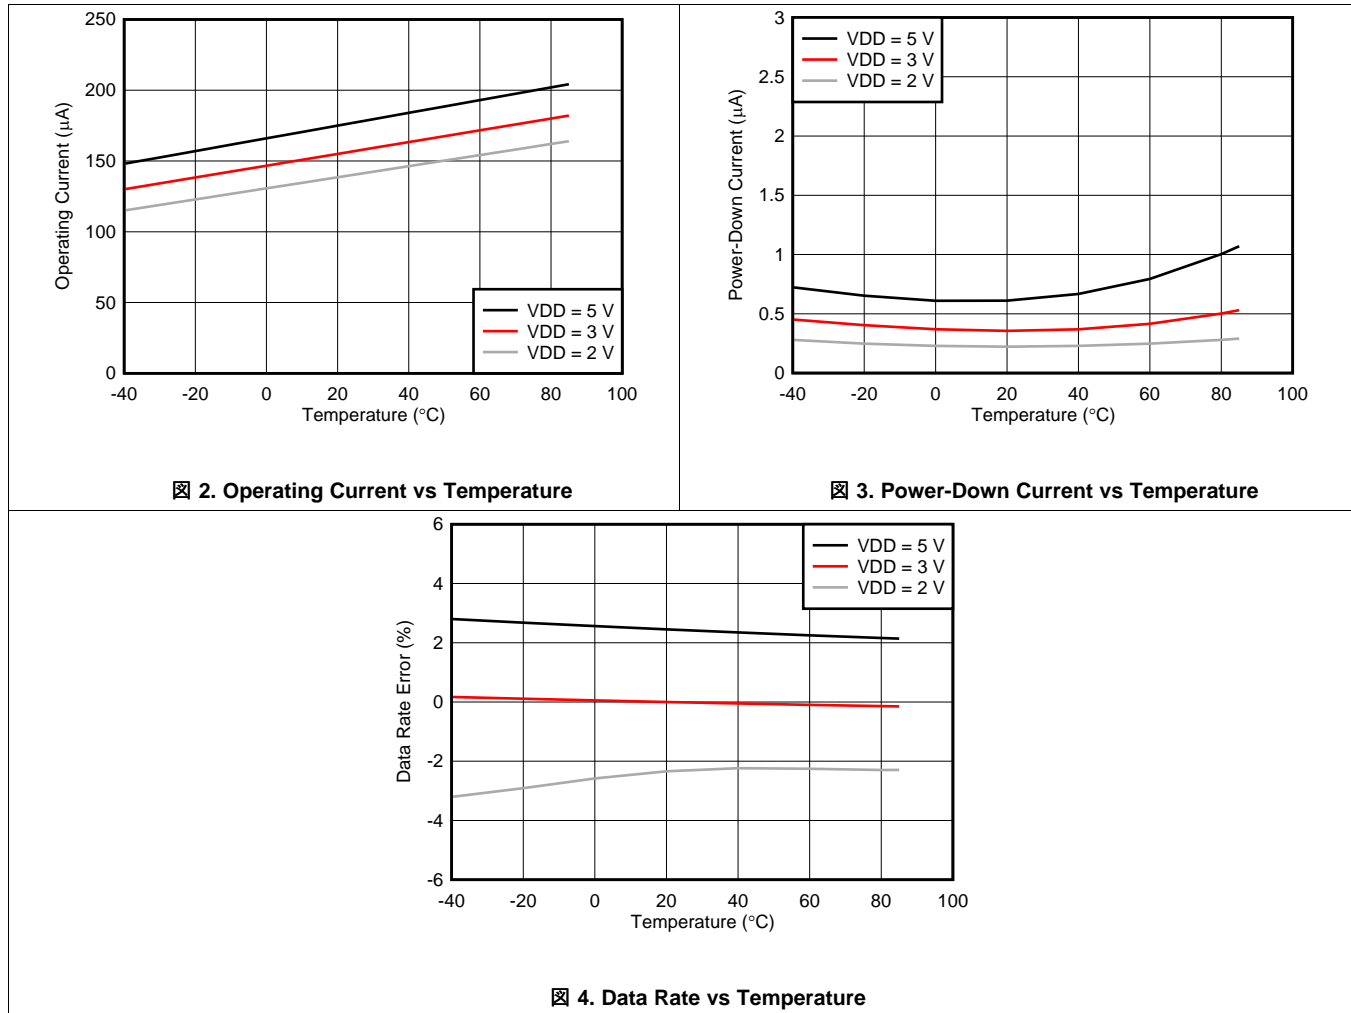 250
200
150
100
50
0
Operating Current (μA)
VDD = 5 V
VDD = 3 V
VDD = 2 V
-40 -20 0 20 40 60 80 100
Temperature (°C)
図 2. Operating Current vs Temperature
3
2.5
2
1.5
1
0.5
0
Power-Down Current (μA)
VDD = 5 V
VDD = 3 V
VDD = 2 V
-40 -20 0 20 40 60 80 100
Temperature (°C)
図 3. Power-Down Current vs Temperature
6
4
2
0
-2
-4
-6
Data Rate Error (%)
VDD = 5 V
VDD = 3 V
VDD = 2 V
-40 -20 0 20 40 60 80 100
Temperature (°C)
図 4. Data Rate vs Temperature